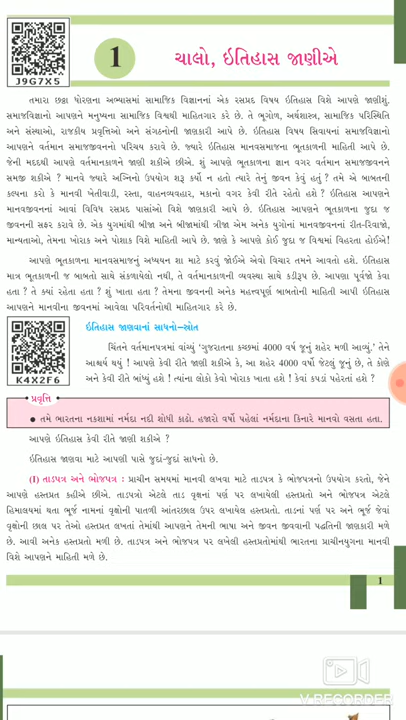 J9G7X5
1
ચાલો, ઇતિહાસ જાણીએ
તમારા છઠ્ઠા ધોરણના અભ્યાસમાં સામાજિક વિજ્ઞાનનાં એક રસપ્રદ વિષય ઇતિહાસ વિશે આપણે જાણીશું.
સમાજવિજ્ઞાનો આપણને મનુષ્યના સામાજિક વિશ્વથી માહિતગાર કરે છે. તે ભૂગોળ, અર્થશાસ્ત્ર, સામાજિક પરિસ્થિતિ
અને સંસ્થાઓ, રાજકીય પ્રવૃત્તિઓ અને સંગઠનોની જાણકારી આપે છે. ઇતિહાસ વિષય સિવાયનાં સમાજવિજ્ઞાનો
આપણને વર્તમાન સમાજજીવનનો પરિચય કરાવે છે. જ્યારે ઇતિહાસ માનવસમાજના ભૂતકાળની માહિતી આપે છે.
જેની મદદથી આપણે વર્તમાનકાળને જાણી શકીએ છીએ. શું આપણે ભૂતકાળના જ્ઞાન વગર વર્તમાન સમાજજીવનને
સમજી શકીએ ? માનવે જ્યારે અગ્નિનો ઉપયોગ શરૂ કર્યો ન હતો ત્યારે તેનું જીવન કેવું હતું ? તમે એ બાબતની
કલ્પના કરો કે માનવી ખેતીવાડી, રસ્તા, વાહનવ્યવહાર, મકાનો વગર કેવી રીતે રહેતો હશે ? ઇતિહાસ આપણને
માનવજીવનનાં આવાં વિવિધ રસપ્રદ પાસાંઓ વિશે જાણકારી આપે છે. ઇતિહાસ આપણને ભૂતકાળના જુદા જ
જીવનની સફર કરાવે છે. એક યુગમાંથી બીજા અને બીજામાંથી ત્રીજા એમ અનેક યુગોનાં માનવજીવનનાં રીત-રિવાજો,
માન્યતાઓ, તેમના ખોરાક અને પોશાક વિશે માહિતી આપે છે. જાણે કે આપણે કોઈ જુદા જ વિશ્વમાં વિહરતા હોઈએ!
આપણે ભૂતકાળના માનવસમાજનું અધ્યયન શા માટે કરવું જોઈએ એવો વિચાર તમને આવતો હશે. ઇતિહાસ
માત્ર ભૂતકાળની જ બાબતો સાથે સંકળાયેલો નથી, તે વર્તમાનકાળની વ્યવસ્થા સાથે કડીરૂપ છે. આપણા પૂર્વજો કેવા
હતા ? તે ક્યાં રહેતા હતા ? શું ખાતા હતા ? તેમના જીવનની અનેક મહત્ત્વપૂર્ણ બાબતોની માહિતી આપી ઇતિહાસ
આપણને માનવીના જીવનમાં આવેલા પરિવર્તનોથી માહિતગાર કરે છે.
K4X2F6
ઇતિહાસ જાણવાનાં સાધનો–સ્રોત
ચિંતને વર્તમાનપત્રમાં વાંચ્યું 'ગુજરાતના કચ્છમાં 4000 વર્ષ જૂનું શહેર મળી આવ્યું.' તેને
આશ્ચર્ય થયું ! આપણે કેવી રીતે જાણી શકીએ કે, આ શહેર 4000 વર્ષો જેટલું જૂનું છે, તે કોણે
અને કેવી રીતે બાંધ્યું હશે ! ત્યાંના લોકો કેવો ખોરાક ખાતા હશે ! કેવાં કપડાં પહેરતાં હશે ?
પ્રવૃત્તિ
● તમે ભારતના નકશામાં નર્મદા નદી શોધી કાઢો. હજારો વર્ષો પહેલાં નર્મદાના કિનારે માનવો વસતા હતા.
આપણે ઇતિહાસ કેવી રીતે જાણી શકીએ ?
ઇતિહાસ જાણવા માટે આપણી પાસે જુદાં-જુદાં સાધનો છે.
(1) તાડપત્ર અને ભોજપત્ર : પ્રાચીન સમયમાં માનવી લખવા માટે તાડપત્ર કે ભોજપત્રનો ઉપયોગ કરતો, જેને
આપણે હસ્તપ્રત કહીએ છીએ. તાડપત્રો એટલે તાડ વૃક્ષનાં પર્ણ પર લખાયેલી હસ્તપ્રતો અને ભોજપત્ર એટલે
હિમાલયમાં થતા ભૂર્જ નામનાં વૃક્ષોની પાતળી આંતરછાલ ઉપર લખાયેલ હસ્તપ્રતો. તાડનાં પર્ણ પર અને ભૂર્જ જેવાં
વૃક્ષોની છાલ પર તેઓ હસ્તપ્રત લખતાં તેમાંથી આપણને તેમની ભાષા અને જીવન જીવવાની પદ્ધતિની જાણકારી મળે
છે. આવી અનેક હસ્તપ્રતો મળી છે. તાડપત્ર અને ભોજપત્ર પર લખેલી હસ્તપ્રતોમાંથી ભારતના પ્રાચીનયુગના માનવી
વિશે આપણને માહિતી મળે છે.
1
V RECORDER